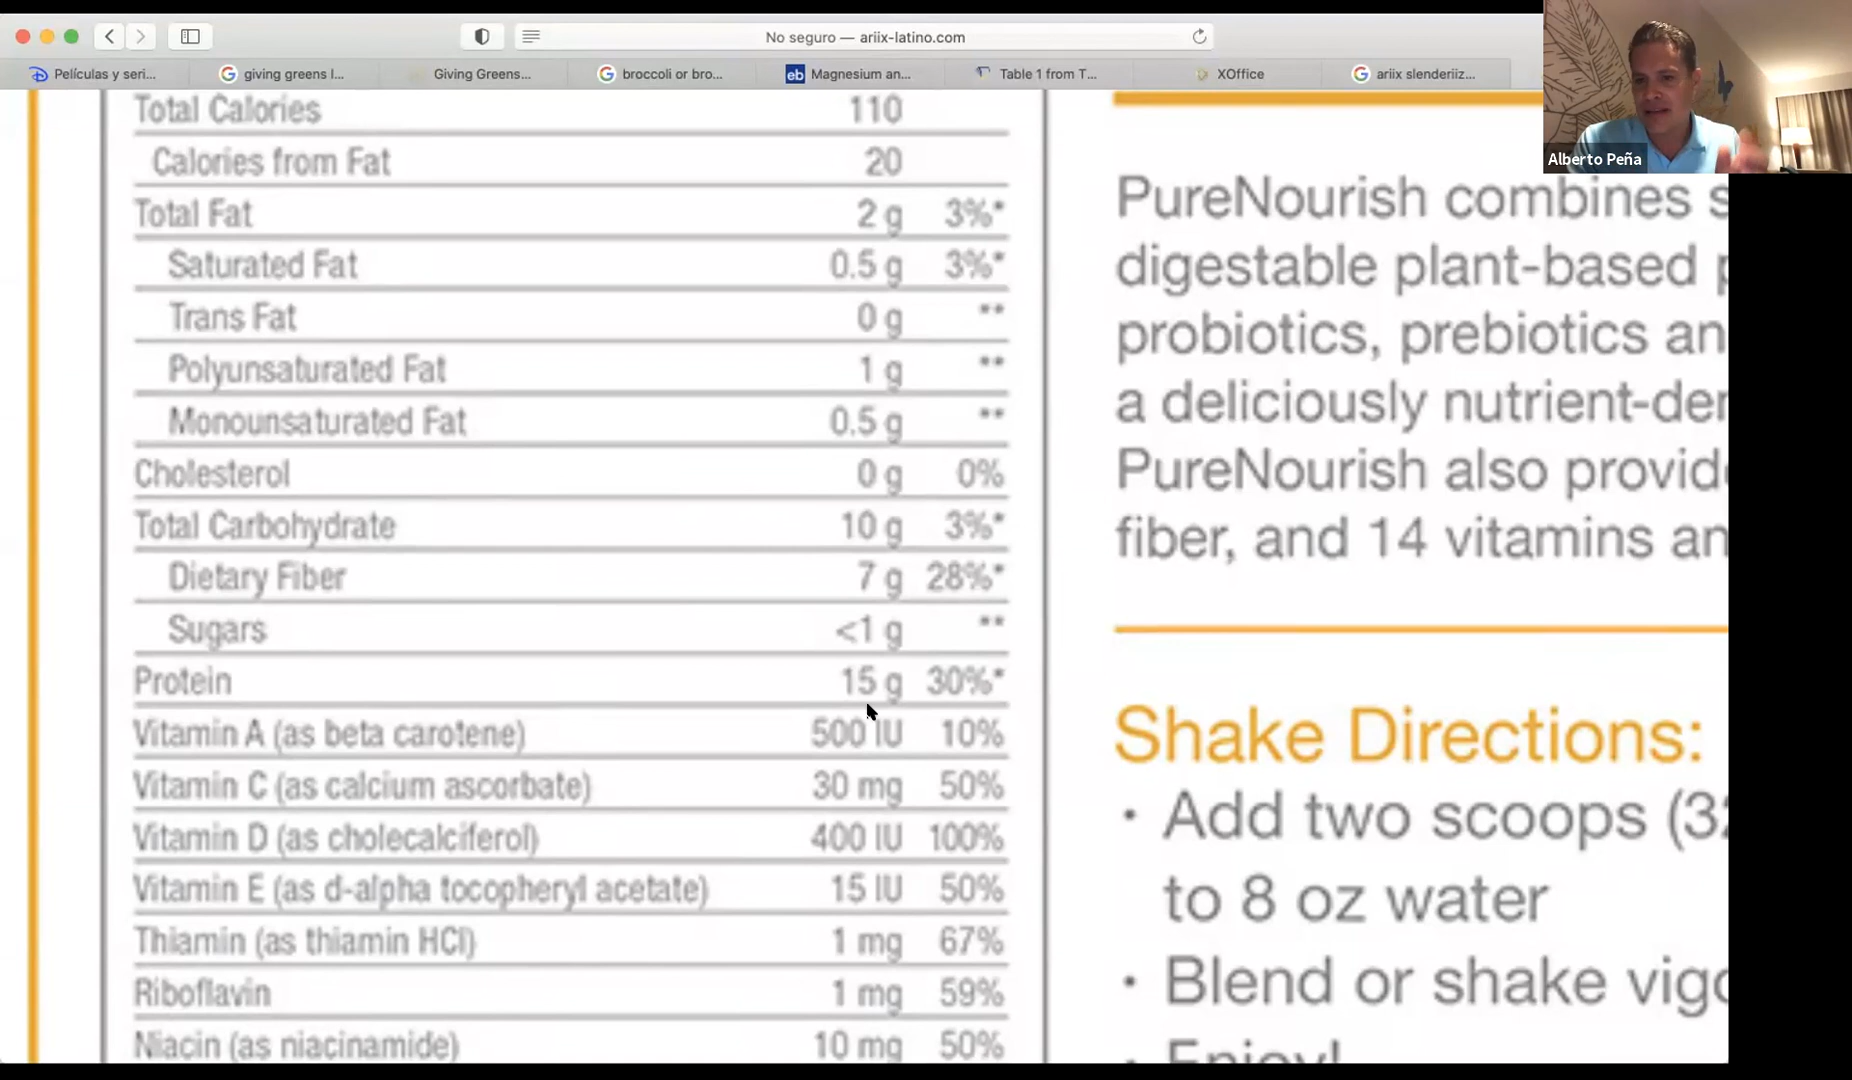 No seguro — ariix-latino.com
Películas y seri...
giving greens l...
Giving Greens...
broccoli or bro...
eb Magnesium an...
Table 1 from T...
XOffice
ariix slenderiiz...
Alberto Peña
Total Calories 110
Calories from Fat 20
Total Fat 2 g 3%*
Saturated Fat 0.5 g 3%*
Trans Fat 0 g **
Polyunsaturated Fat 1 g **
Monounsaturated Fat 0.5 g **
Cholesterol 0 g 0%
Total Carbohydrate 10 g 3%*
Dietary Fiber 7 g 28%*
Sugars <1 g **
Protein 15 g 30%*
Vitamin A (as beta carotene) 500 IU 10%
Vitamin C (as calcium ascorbate) 30 mg 50%
Vitamin D (as cholecalciferol) 400 IU 100%
Vitamin E (as d-alpha tocopheryl acetate) 15 IU 50%
Thiamin (as thiamin HCl) 1 mg 67%
Riboflavin 1 mg 59%
Niacin (as niacinamide) 10 mg 50%
PureNourish combines s
digestable plant-based p
probiotics, prebiotics an
a deliciously nutrient-der
PureNourish also provid
fiber, and 14 vitamins an
Shake Directions:
• Add two scoops (32
to 8 oz water
• Blend or shake vigo
• Enjoy!